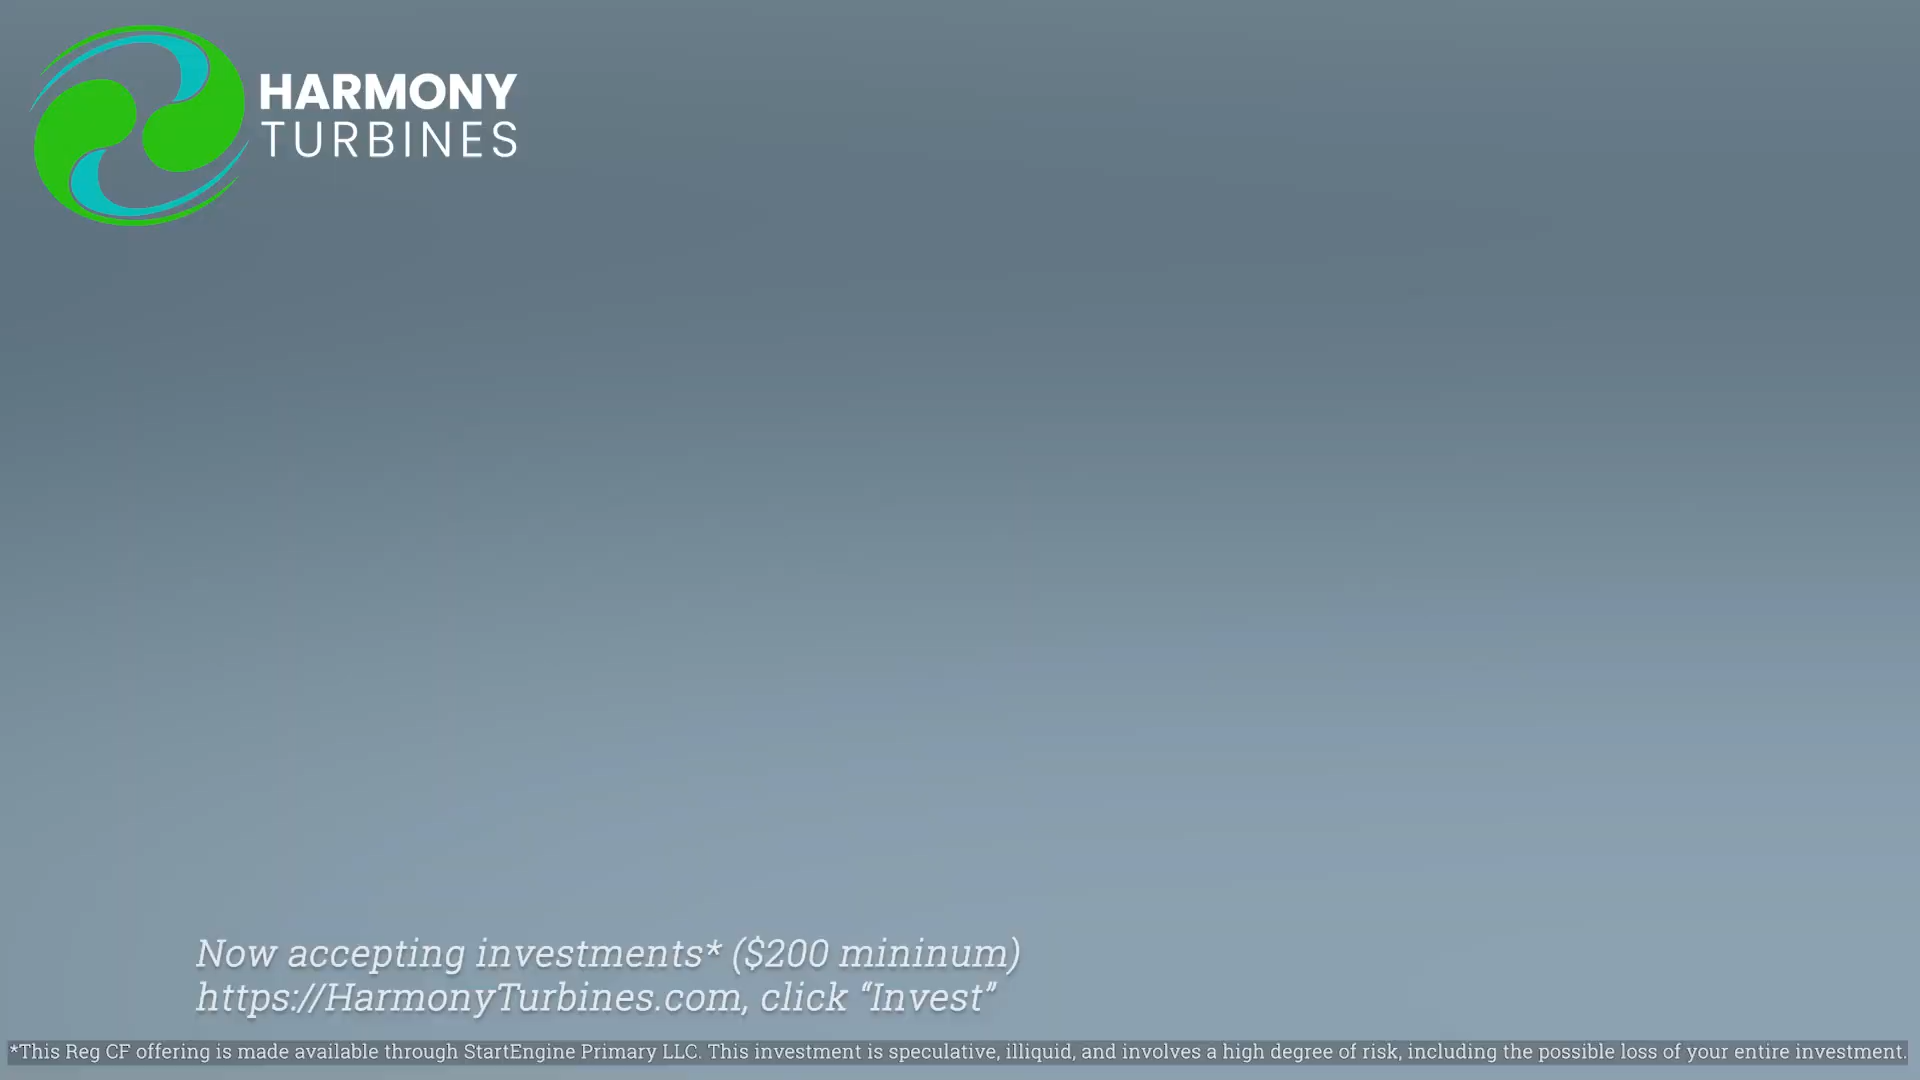 HARMONY
TURBINES
Now accepting investments* ($200 mininum)
https://HarmonyTurbines.com, click “Invest”
*This Reg CF offering is made available through StartEngine Primary LLC. This investment is speculative, illiquid, and involves a high degree of risk, including the possible loss of your entire investment.